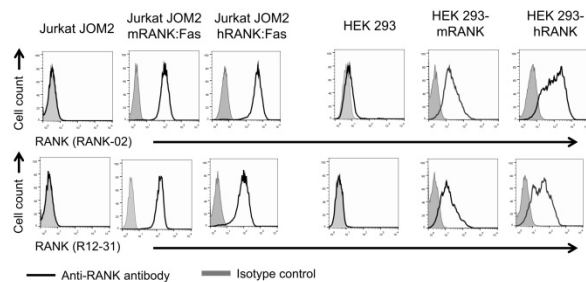 Jurkat JOM2
Jurkat JOM2
mRANK:Fas
Jurkat JOM2
hRANK:Fas
HEK 293
HEK 293-
mRANK
HEK 293-
hRANK
Cell count
RANK (RANK-02)
Cell count
RANK (R12-31)
Anti-RANK antibody
Isotype control